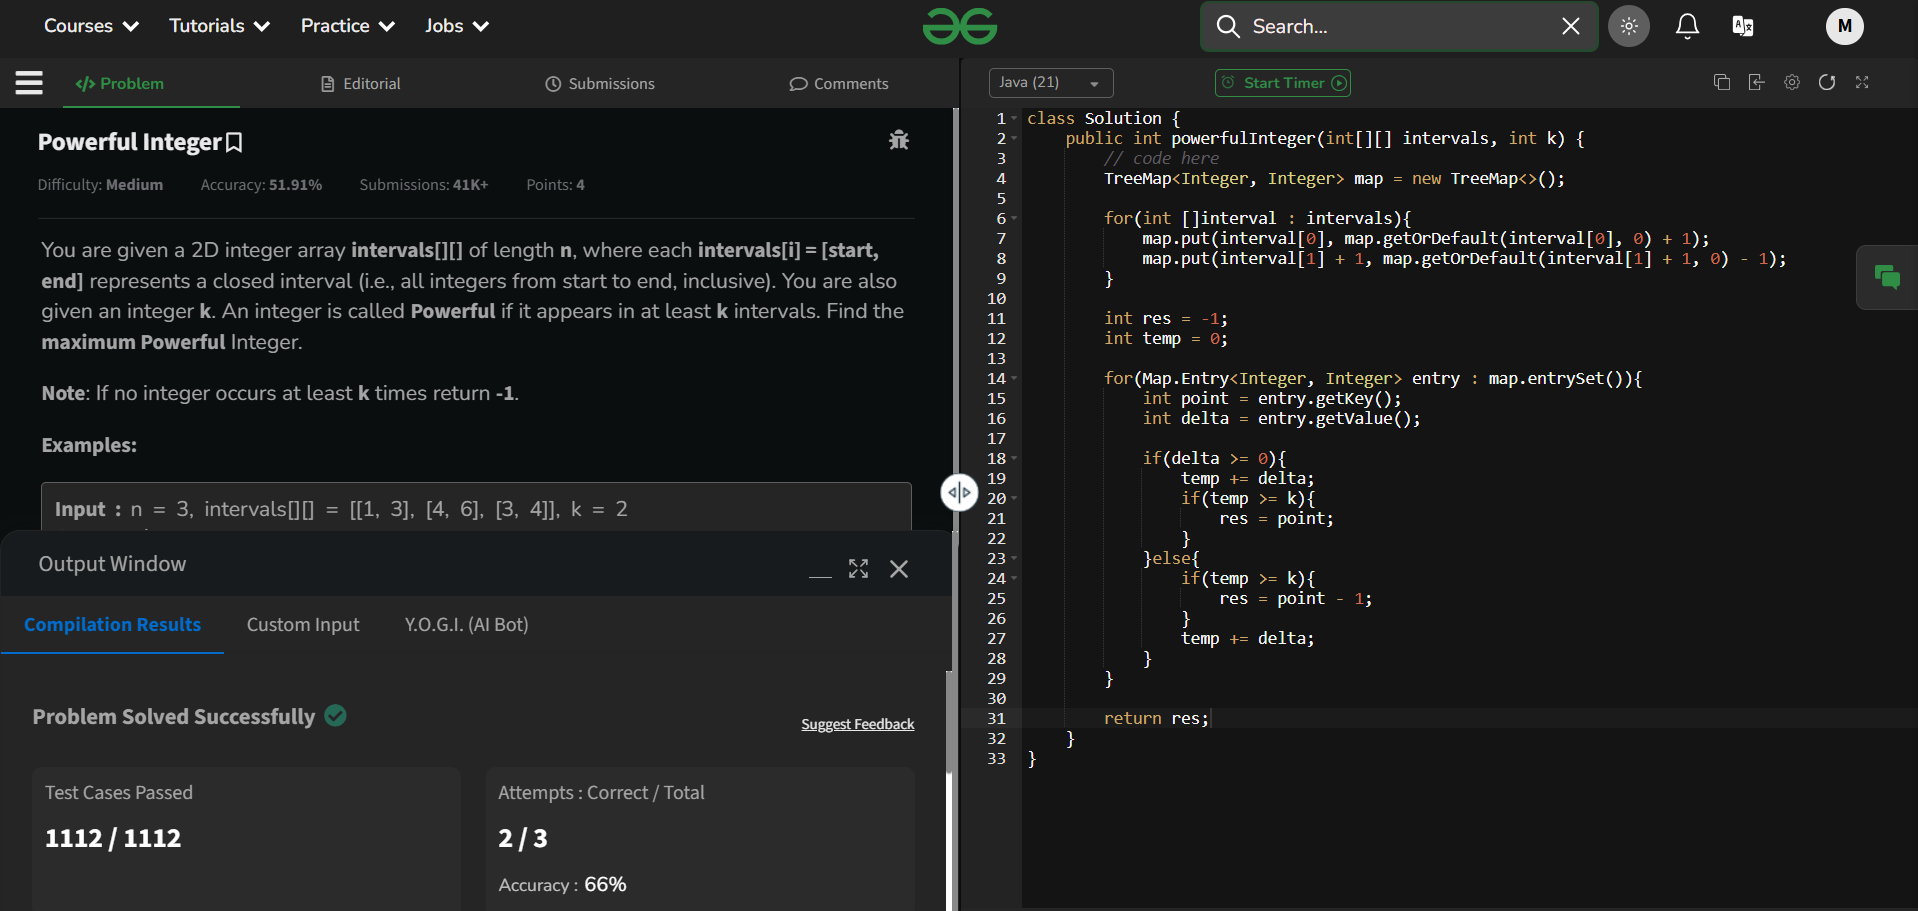 Courses Tutorials Practice Jobs Search... M
Problem Editorial Submissions Comments
Java (21) Start Timer
Powerful Integer
Difficulty: Medium Accuracy: 51.91% Submissions: 41K+ Points: 4
You are given a 2D integer array intervals[][] of length n, where each intervals[i] = [start,
end] represents a closed interval (i.e., all integers from start to end, inclusive). You are also
given an integer k. An integer is called Powerful if it appears in at least k intervals. Find the
maximum Powerful Integer.
Note: If no integer occurs at least k times return -1.
Examples:
Input : n = 3, intervals[][] = [[1, 3], [4, 6], [3, 4]], k = 2
Output Window
Compilation Results Custom Input Y.O.G.I. (AI Bot)
Problem Solved Successfully
Suggest Feedback
Test Cases Passed
1112 / 1112
Attempts : Correct / Total
2 / 3
Accuracy : 66%
1 class Solution {
2 public int powerfulInteger(int[][] intervals, int k) {
3 // code here
4 TreeMap<Integer, Integer> map = new TreeMap<>();
5
6 for(int []interval : intervals){
7 map.put(interval[0], map.getOrDefault(interval[0], 0) + 1);
8 map.put(interval[1] + 1, map.getOrDefault(interval[1] + 1, 0) - 1);
9 }
10
11 int res = -1;
12 int temp = 0;
13
14 for(Map.Entry<Integer, Integer> entry : map.entrySet()){
15 int point = entry.getKey();
16 int delta = entry.getValue();
17
18 if(delta >= 0){
19 temp += delta;
20 if(temp >= k){
21 res = point;
22 }
23 }else{
24 if(temp >= k){
25 res = point - 1;
26 }
27 temp += delta;
28 }
29 }
30
31 return res;
32 }
33 }